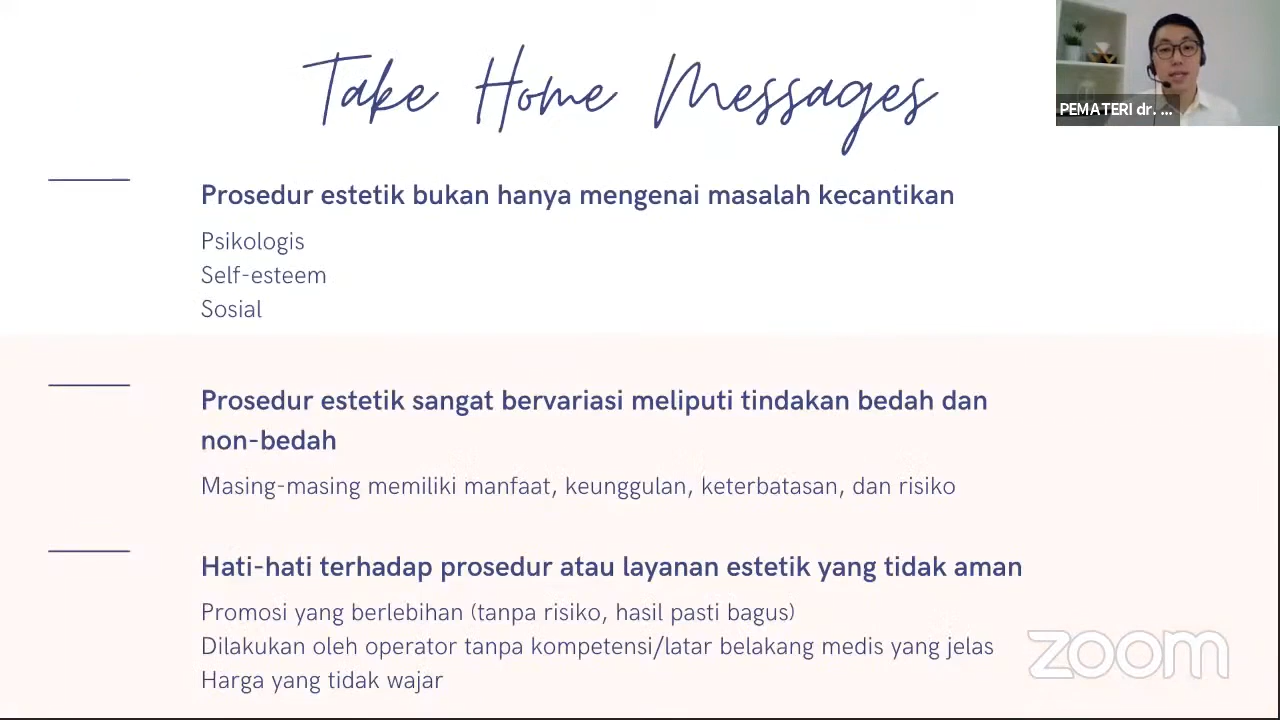 Take Home Messages
PEMATERI dr. ...
Prosedur estetik bukan hanya mengenai masalah kecantikan
Psikologis
Self-esteem
Sosial
Prosedur estetik sangat bervariasi meliputi tindakan bedah dan
non-bedah
Masing-masing memiliki manfaat, keunggulan, keterbatasan, dan risiko
Hati-hati terhadap prosedur atau layanan estetik yang tidak aman
Promosi yang berlebihan (tanpa risiko, hasil pasti bagus)
Dilakukan oleh operator tanpa kompetensi/latar belakang medis yang jelas
Harga yang tidak wajar
zoom